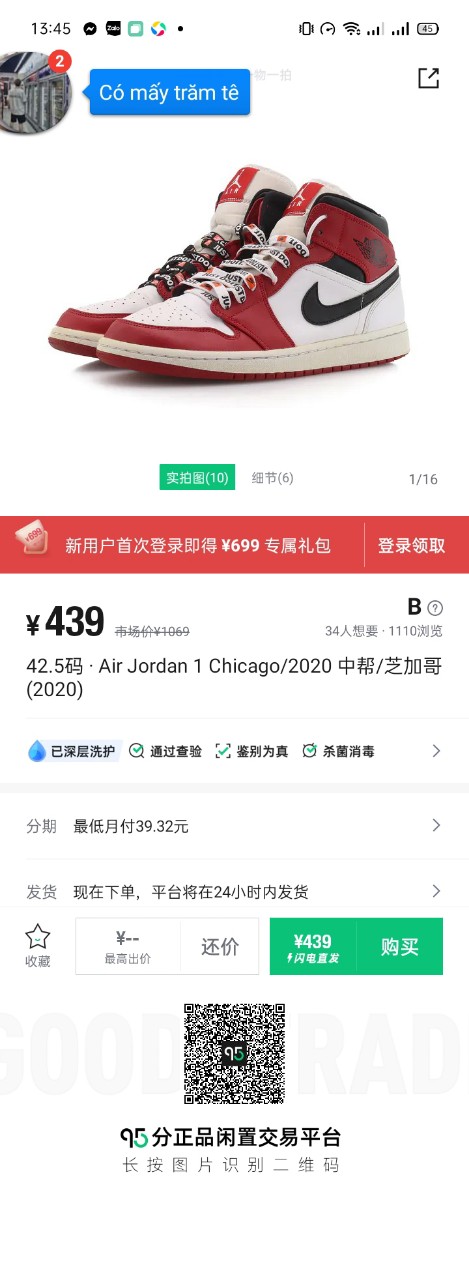 13:45
Zalo
45
2
Có mấy trăm tê
物一拍
AIR
实拍图(10)
细节(6)
1/16
+699
新用户首次登录即得 ¥699 专属礼包
登录领取
¥439 市场价¥1069
B ?
34人想要 · 1110浏览
42.5码 · Air Jordan 1 Chicago/2020 中帮/芝加哥
(2020)
已深层洗护
通过查验
鉴别为真
杀菌消毒
分期 最低月付39.32元
发货 现在下单，平台将在24小时内发货
收藏
¥--
最高出价
还价
¥439
闪电直发
购买
95
95分正品闲置交易平台
长按图片识别二维码